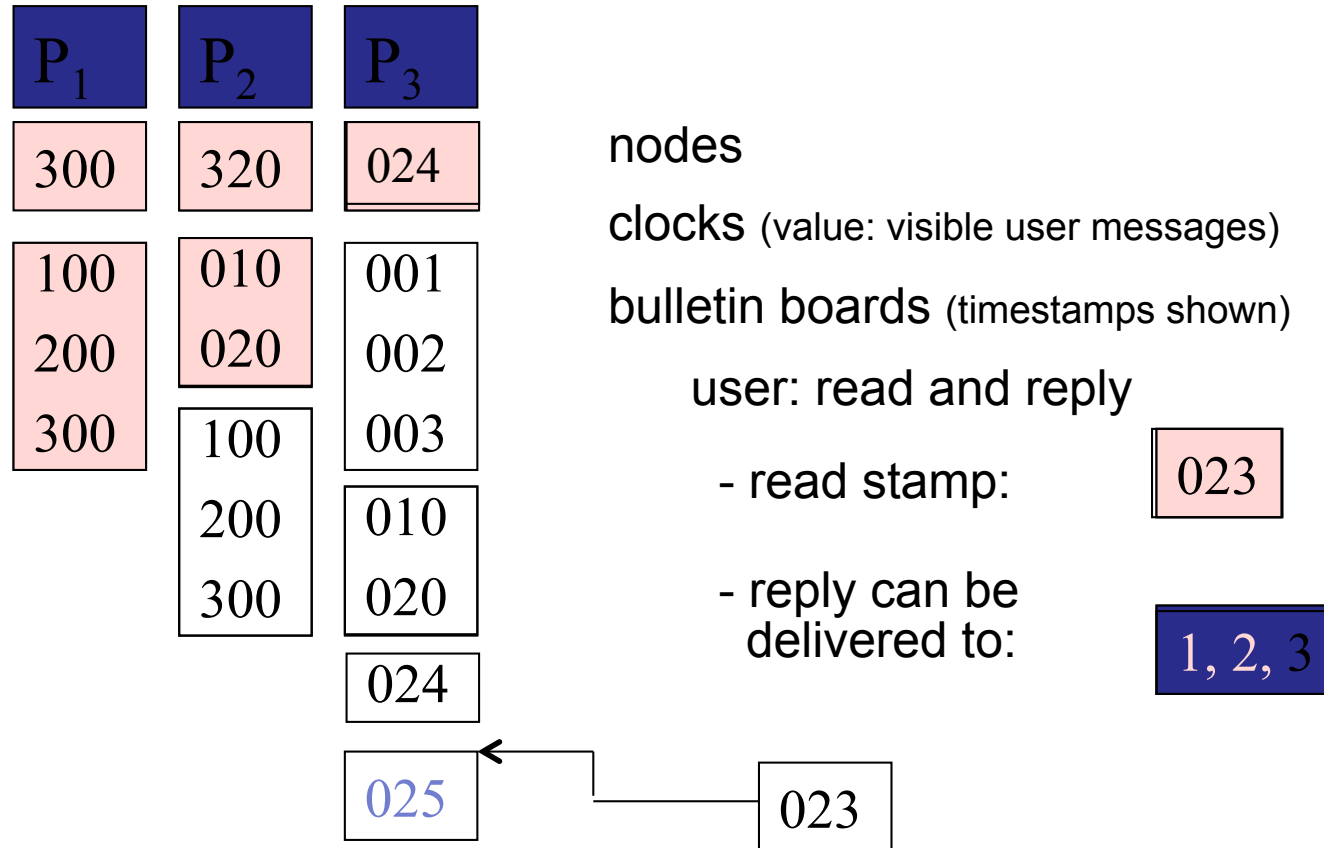 P1 P2 P3
300 320 024
nodes
clocks (value: visible user messages)
bulletin boards (timestamps shown)
100
200
300
010
020
100
200
300
001
002
003
010
020
024
025
user: read and reply
- read stamp:
023
- reply can be
delivered to:
1, 2, 3
023